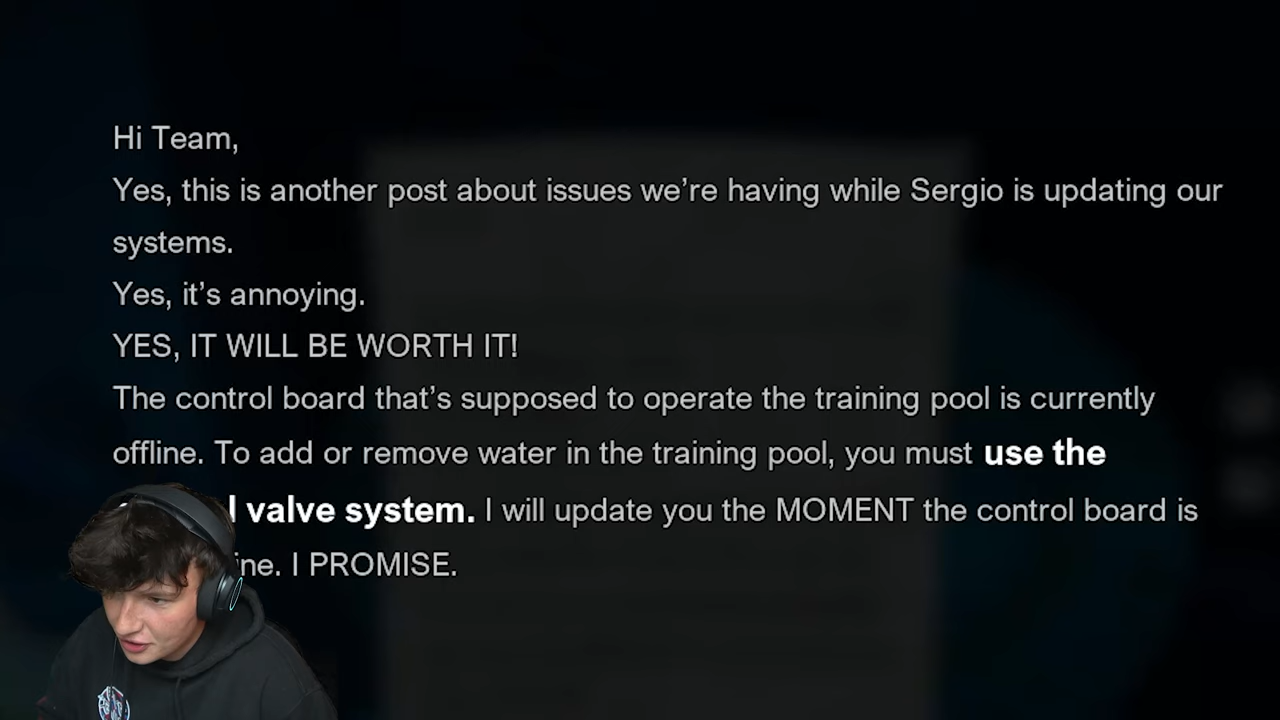 Hi Team,
Yes, this is another post about issues we’re having while Sergio is updating our
systems.
Yes, it’s annoying.
YES, IT WILL BE WORTH IT!
The control board that’s supposed to operate the training pool is currently
offline. To add or remove water in the training pool, you must use the
valve system. I will update you the MOMENT the control board is
I PROMISE.